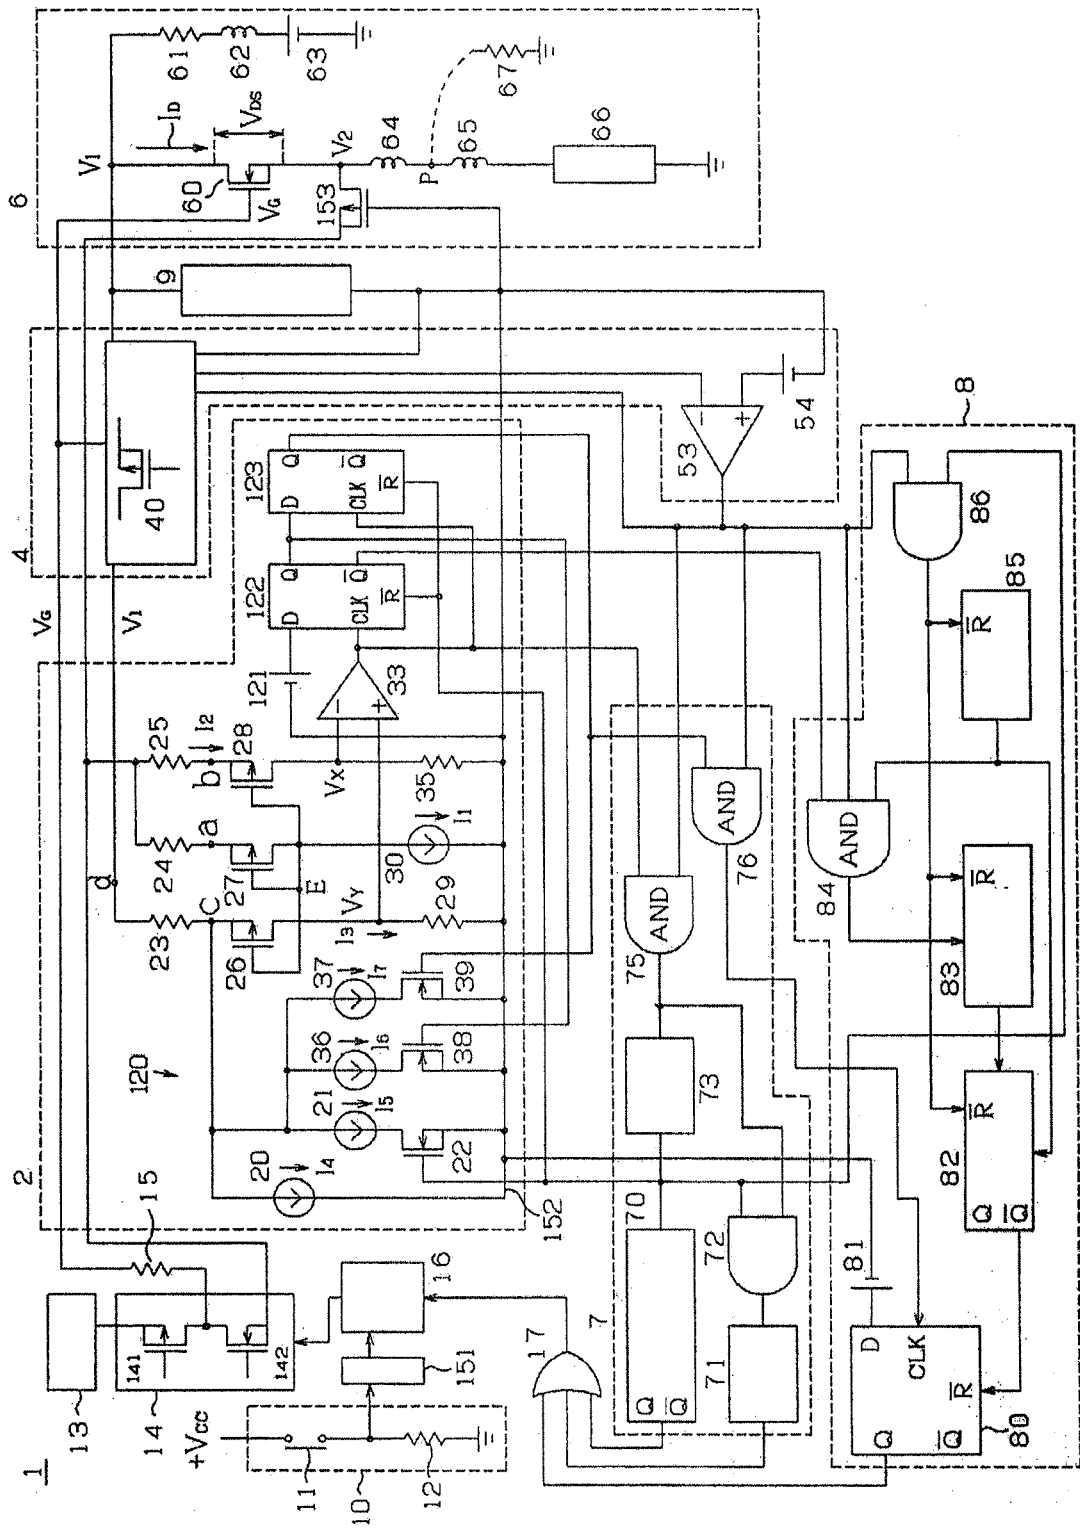 1
13
14
141
142
15
16
151
+Vcc
10
11
12
17
2
120
20
I4
21
I5
36
I6
37
I7
22
38
39
152
23
24
25
C
d
a
b
I2
26
27
28
E
I3
VY
VX
29
30
I1
35
33
121
122
D
Q
CLK
Q
R
123
D
Q
CLK
Q
R
VG
V1
4
40
53
−
+
54
9
6
V1
ID
VDS
60
VG
153
V2
61
62
63
64
P
65
66
67
7
70
Q
Q
71
72
73
75
AND
76
AND
8
80
Q
Q
D
CLK
R
81
82
Q
Q
R
83
R
84
AND
85
R
86